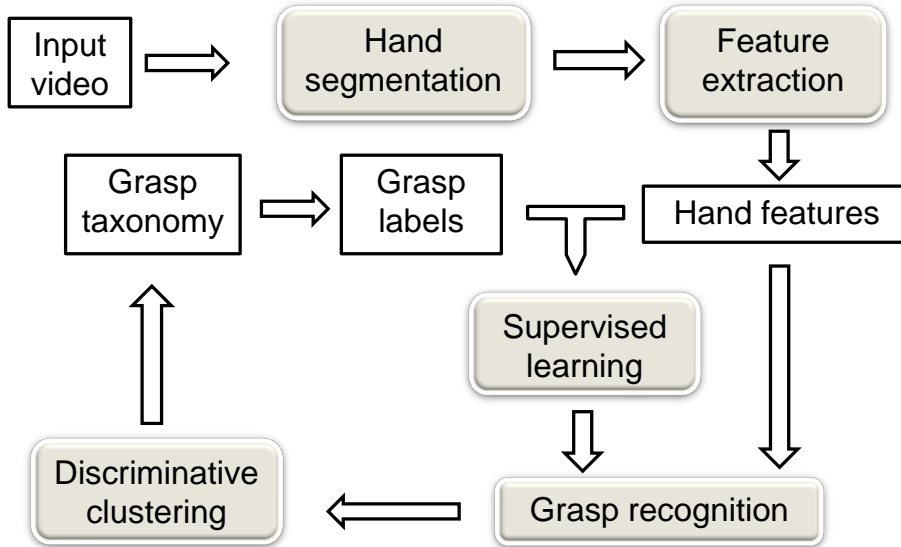 Input
video
Hand
segmentation
Feature
extraction
Grasp
taxonomy
Grasp
labels
Hand features
Supervised
learning
Discriminative
clustering
Grasp recognition